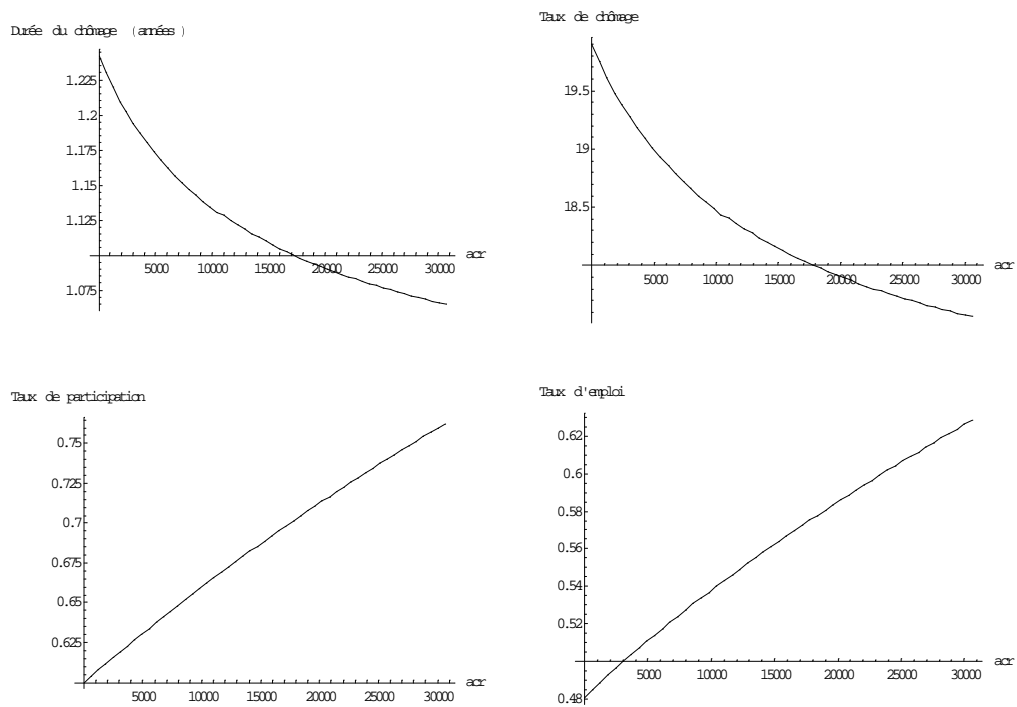 Durée du chômage (années)
1.225
1.2
1.175
1.15
1.125
1.075
5000 10000 15000 20000 25000 30000
acr
Taux de chômage
19.5
19
18.5
5000 10000 15000 20000 25000 30000
acr
Taux de participation
0.75
0.725
0.7
0.675
0.65
0.625
5000 10000 15000 20000 25000 30000
acr
Taux d'emploi
0.62
0.6
0.58
0.56
0.54
0.52
0.48
5000 10000 15000 20000 25000 30000
acr